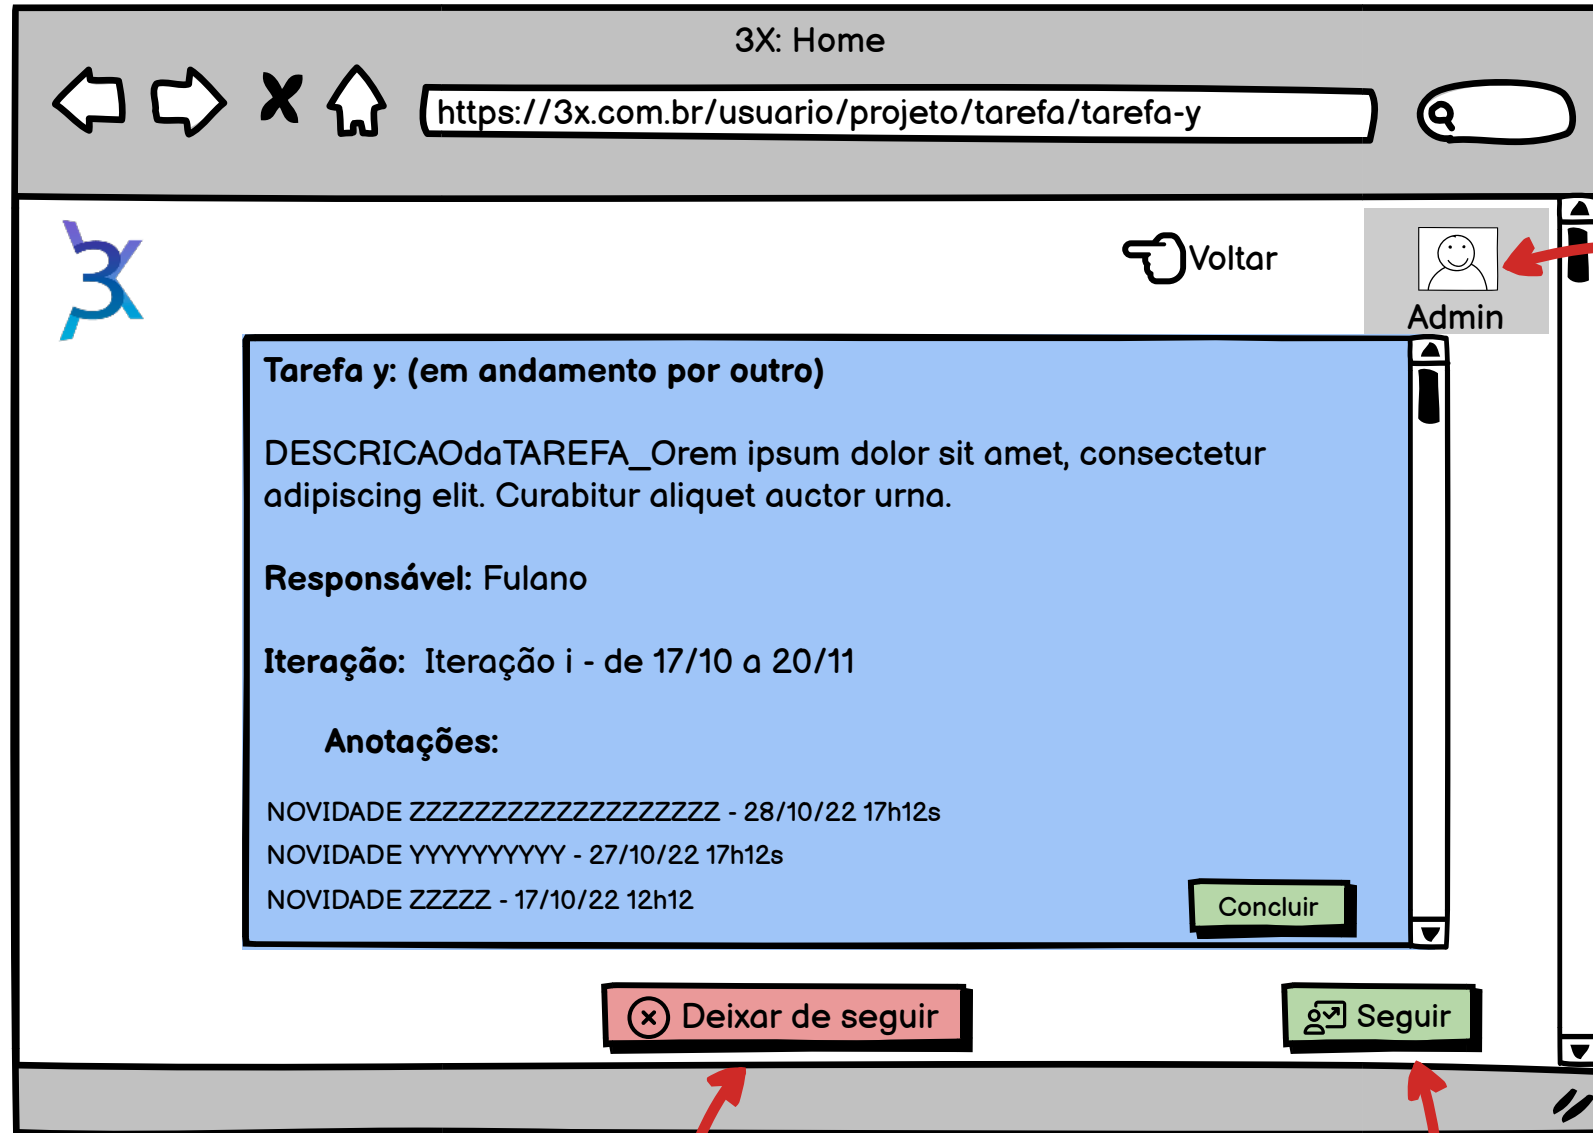 3X: Home
https://3x.com.br/usuario/projeto/tarefa/tarefa-y
3X
Voltar
Admin
Tarefa y: (em andamento por outro)
DESCRICAOdaTAREFA_Orem ipsum dolor sit amet, consectetur
adipiscing elit. Curabitur aliquet auctor urna.
Responsável: Fulano
Iteração: Iteração i - de 17/10 a 20/11
Anotações:
NOVIDADE ZZZZZZZZZZZZZZZZZZZ - 28/10/22 17h12s
NOVIDADE YYYYYYYYYY - 27/10/22 17h12s
NOVIDADE ZZZZZ - 17/10/22 12h12
Concluir
Deixar de seguir
Seguir